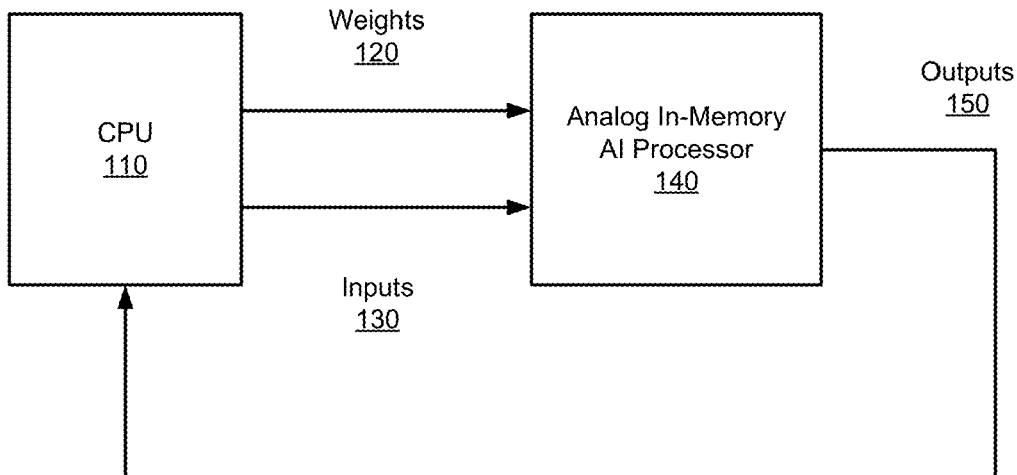 Weights
120
CPU
110
Analog In-Memory
AI Processor
140
Outputs
150
Inputs
130